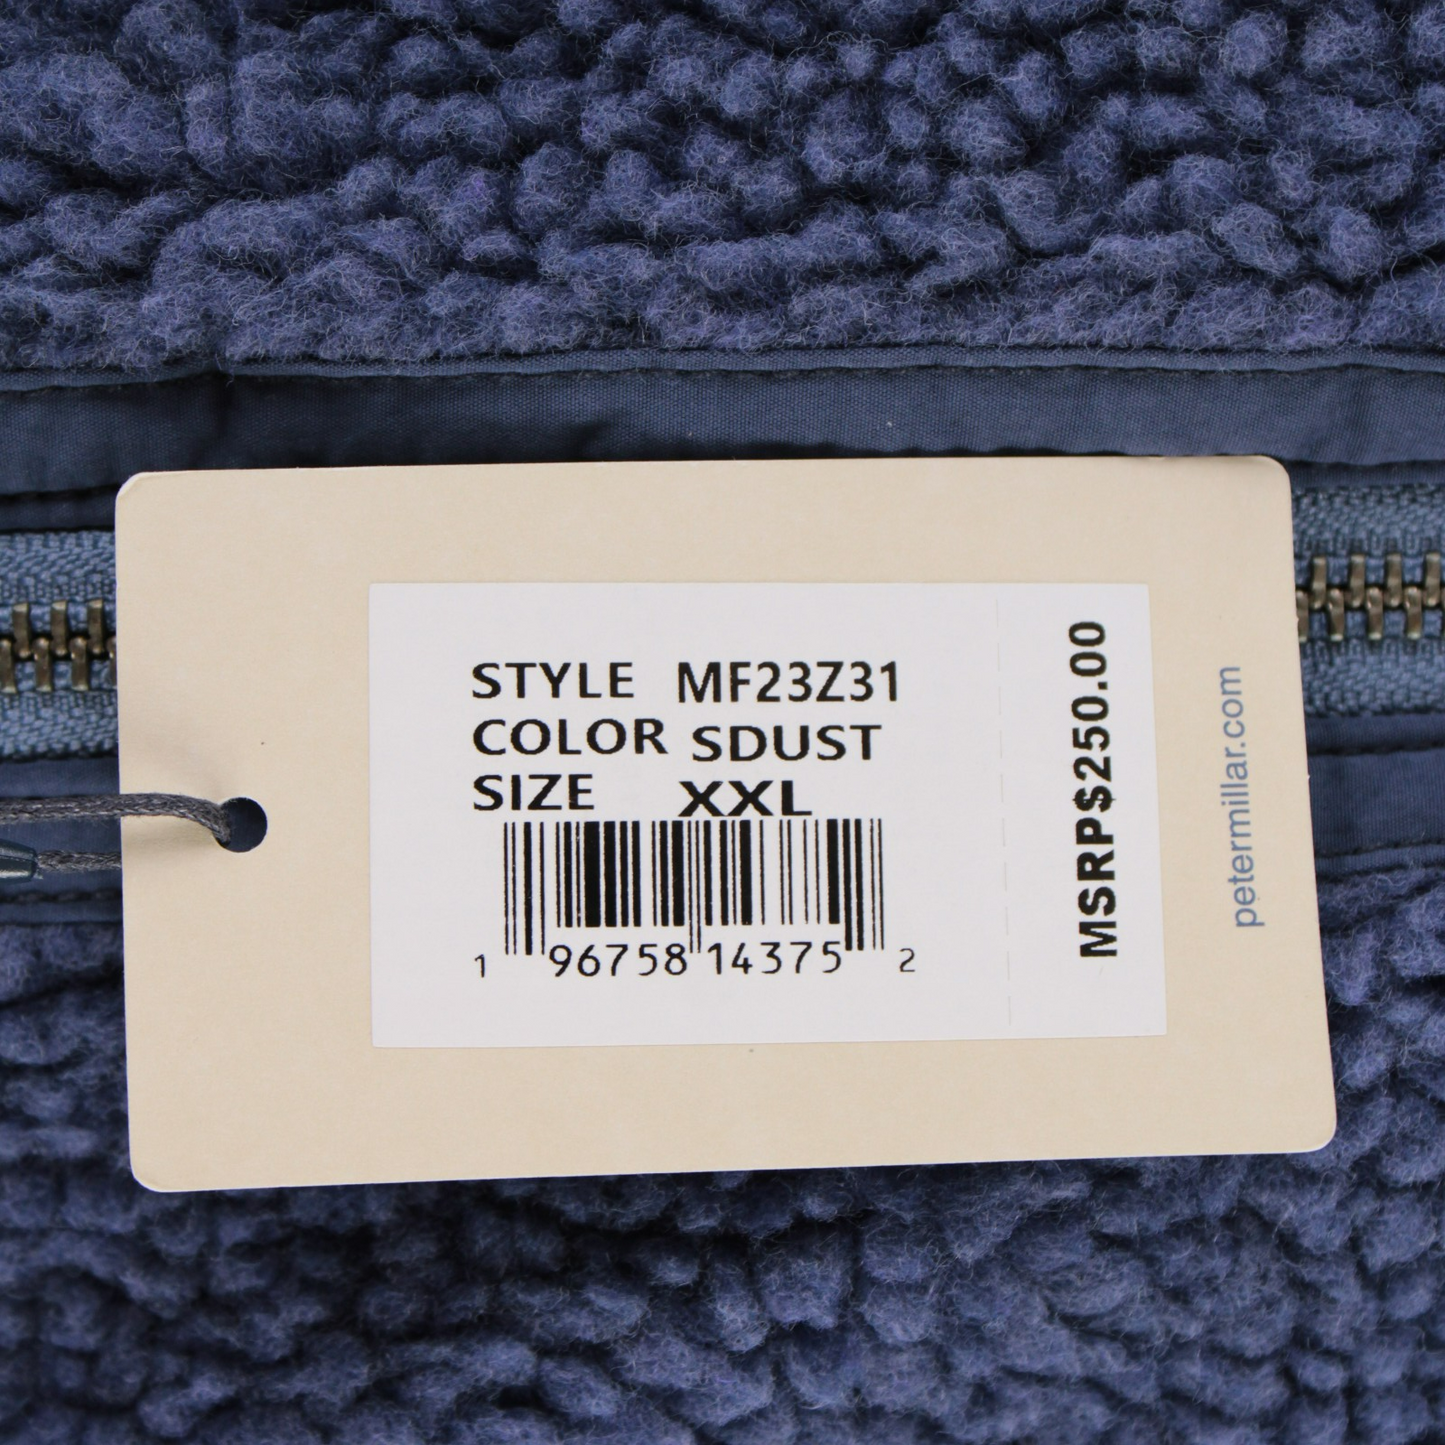 STYLE MF23Z31
COLOR SDUST
SIZE XXL
1 96758 14375 2
MSRP$250.00
petermillar.com